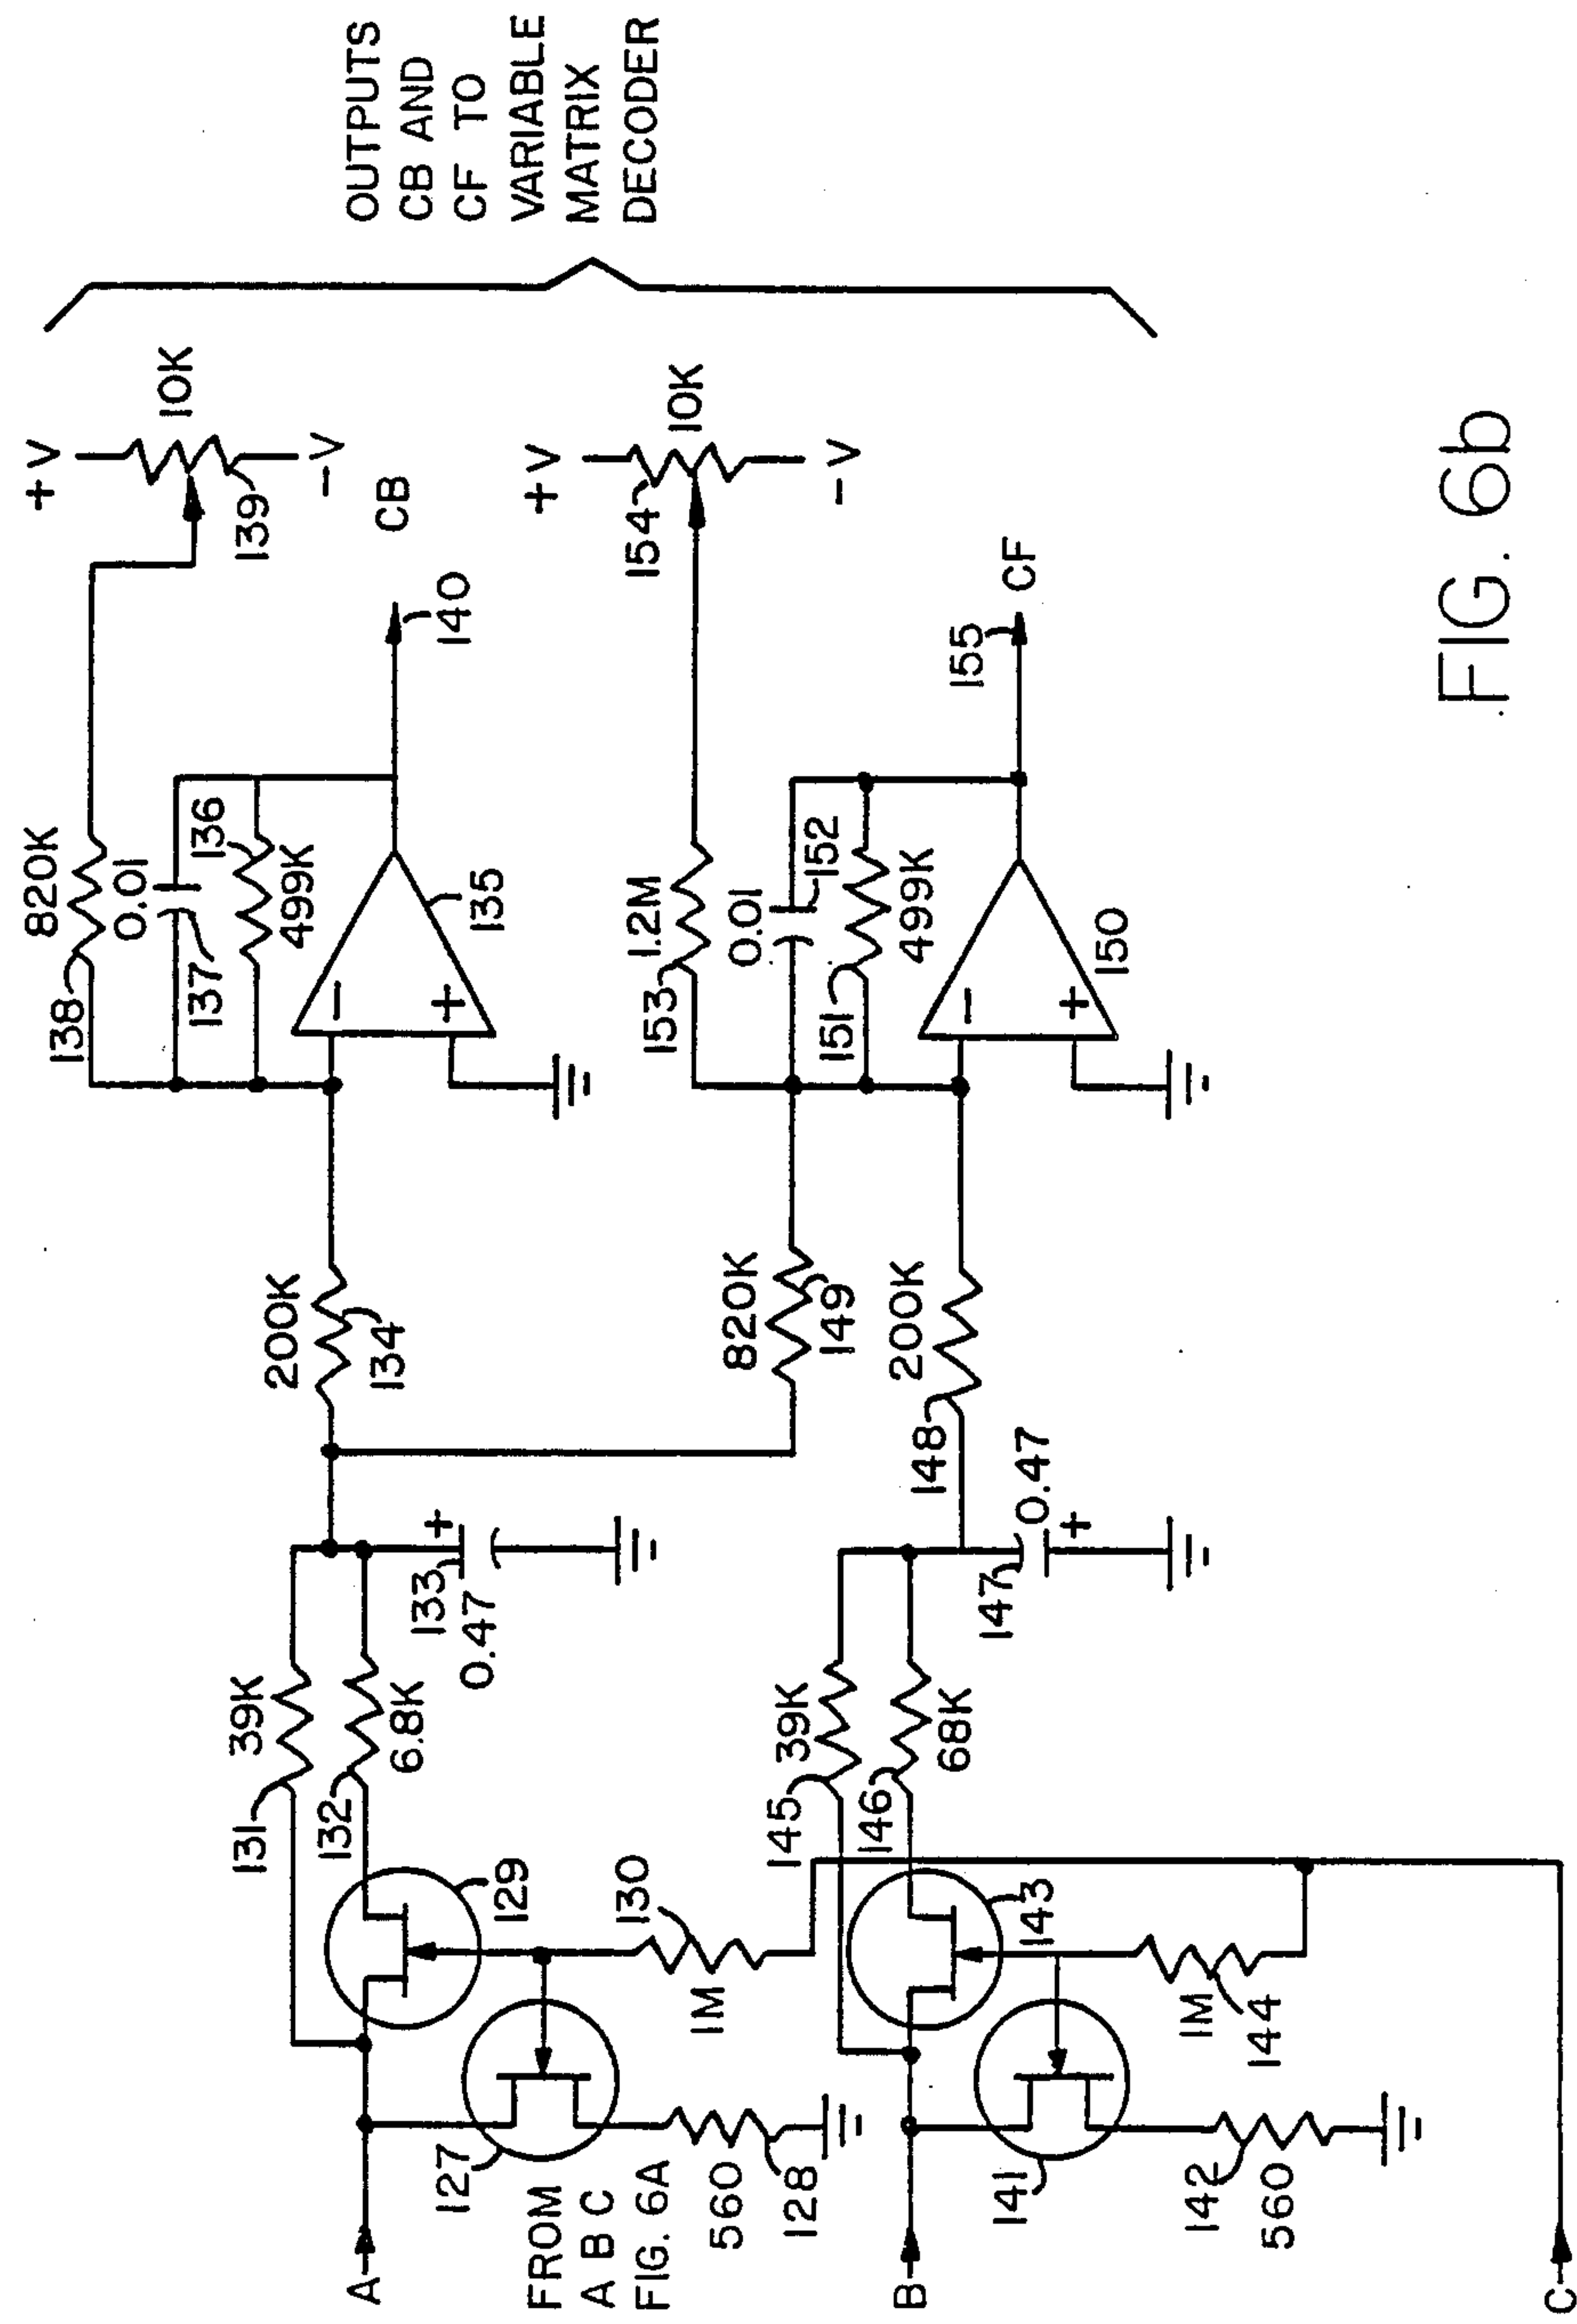 +V
820K
10K
138
0.01
139
-V
137
136
39K
499K
CB
131
200K
132
6.8K
134
140
135
129
133
+
0.47
-
+
127
130
+V
FROM
A B C
FIG. 6A
1M
1.2M
154
10K
560
153
-V
128
0.01
152
39K
820K
145
149
151
499K
146
68K
200K
155
A
148
CF
143
147
0.47
+
-
+
150
141
1M
144
142
560
B
C
OUTPUTS
CB AND
CF TO
VARIABLE
MATRIX
DECODER
FIG. 6b